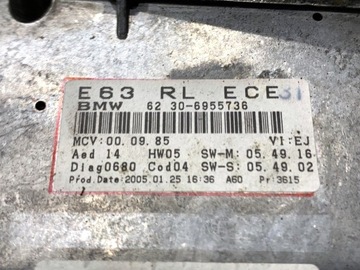 E63 RL ECE 31
BMW 62 30-6955736
MCV:00.09.85 VI:EJ
Aed 14 HW05 SW-M: 05.49.16
Diag0680 Cod04 SW-S: 05.49.02
Prod.Date:2005.01.25 16:36 A60 Pr:3615